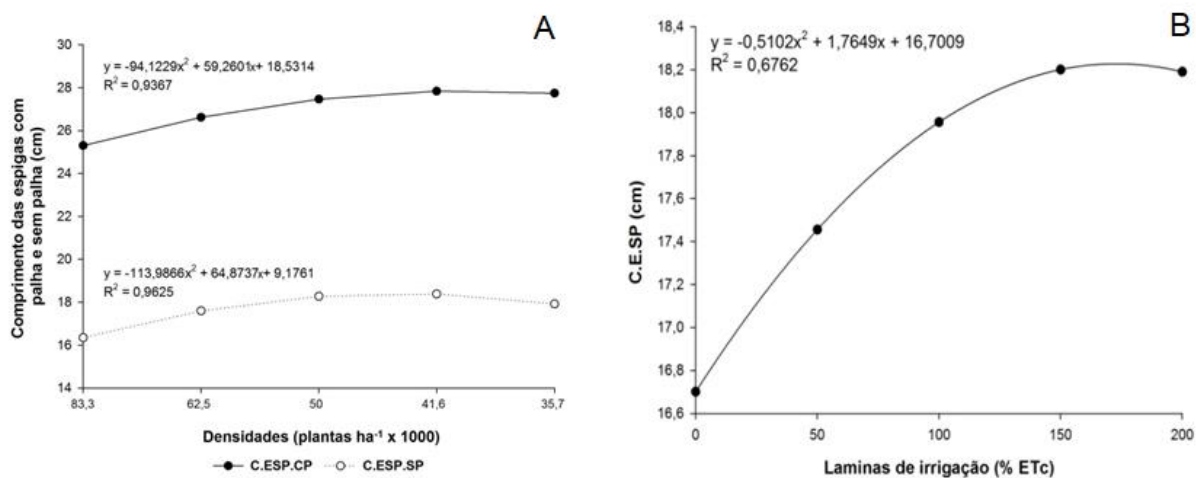 A
30
28
26
24
22
20
18
16
14
y = -94,1229x² + 59,2601x+ 18,5314
R² = 0,9367
y = -113,9866x² + 64,8737x+ 9,1761
R² = 0,9625
Comprimento das espigas com
palha e sem palha (cm)
83,3 62,5 50 41,6 35,7
Densidades (plantas ha⁻¹ x 1000)
C.ESP.CP C.ESP.SP
B
18,4
18,2
18,0
17,8
17,6
17,4
17,2
17,0
16,8
16,6
y = -0,5102x² + 1,7649x + 16,7009
R² = 0,6762
C.E.SP (cm)
0 50 100 150 200
Laminas de irrigação (% ETc)